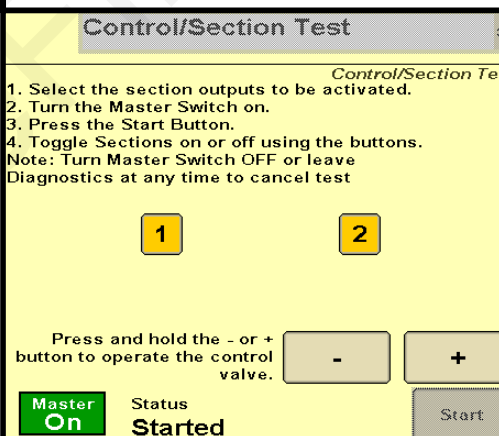 Control/Section Test
Control/Section Te
1. Select the section outputs to be activated.
2. Turn the Master Switch on.
3. Press the Start Button.
4. Toggle Sections on or off using the buttons.
Note: Turn Master Switch OFF or leave
Diagnostics at any time to cancel test
1 2
Press and hold the - or +
button to operate the control
valve.
- +
Master
On
Status
Started
Start